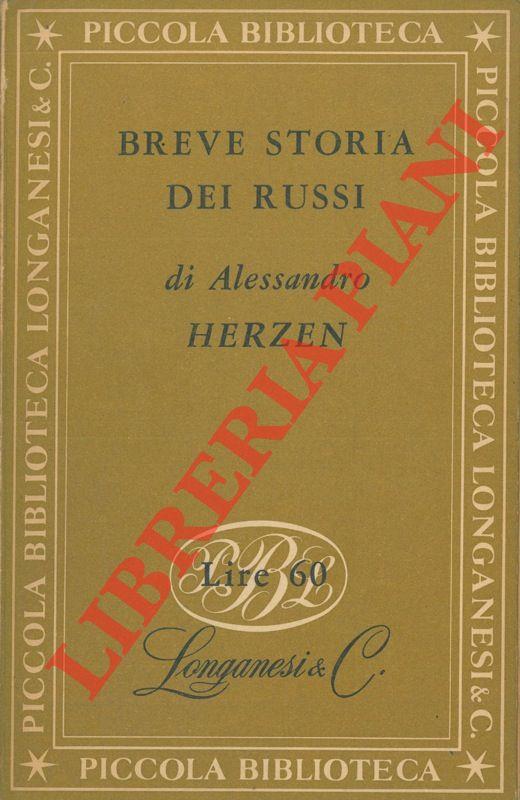 PICCOLA BIBLIOTECA
PICCOLA BIBLIOTECA LONGANESI & C.
PICCOLA BIBLIOTECA LONGANESI & C.
BREVE STORIA
DEI RUSSI
di Alessandro
HERZEN
LIBRERIA PIANI
PBL
Lire 60
Longanesi & C.
PICCOLA BIBLIOTECA